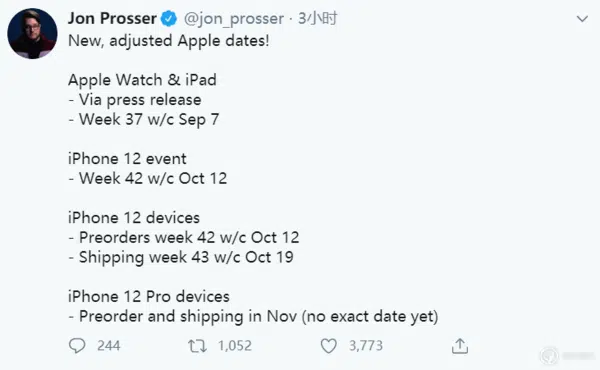 Jon Prosser @jon_prosser · 3小时
New, adjusted Apple dates!
Apple Watch & iPad
- Via press release
- Week 37 w/c Sep 7
iPhone 12 event
- Week 42 w/c Oct 12
iPhone 12 devices
- Preorders week 42 w/c Oct 12
- Shipping week 43 w/c Oct 19
iPhone 12 Pro devices
- Preorder and shipping in Nov (no exact date yet)
244 1,052 3,773